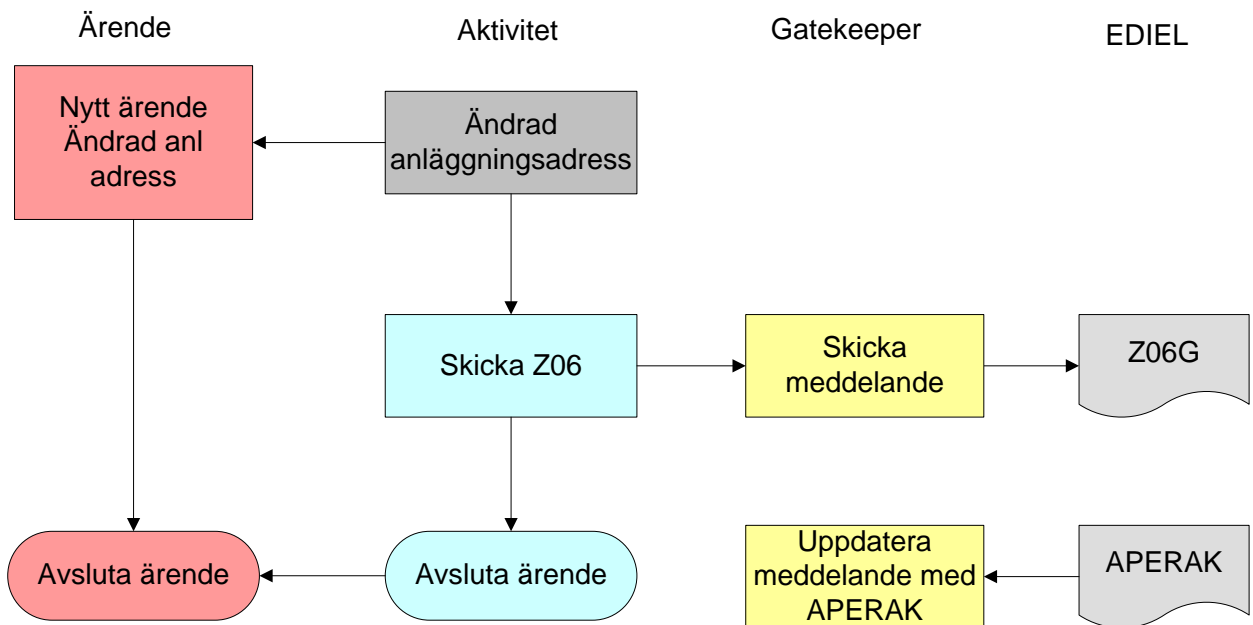 Ärende
Aktivitet
Gatekeeper
EDIEL
Nytt ärende
Ändrad anl
adress
Ändrad
anläggningsadress
Skicka Z06
Skicka
meddelande
Z06G
Avsluta ärende
Avsluta ärende
Uppdatera
meddelande med
APERAK
APERAK